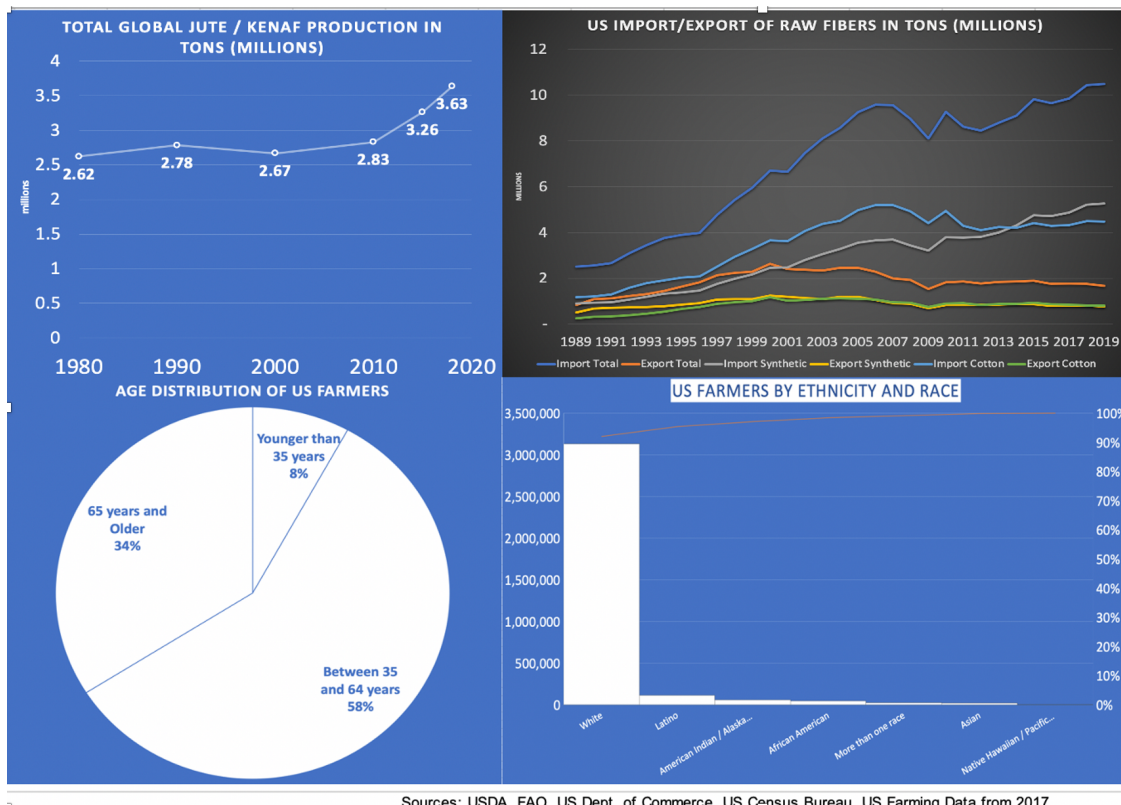 TOTAL GLOBAL JUTE / KENAF PRODUCTION IN
TONS (MILLIONS)
4
3.5
3
2.5
2
1.5
1
0.5
0
millions
2.62
2.78
2.67
2.83
3.26
3.63
1980
1990
2000
2010
2020
US IMPORT/EXPORT OF RAW FIBERS IN TONS (MILLIONS)
12
10
8
6
4
2
-
MILLIONS
1989 1991 1993 1995 1997 1999 2001 2003 2005 2007 2009 2011 2013 2015 2017 2019
Import Total Export Total Import Synthetic Export Synthetic Import Cotton Export Cotton
AGE DISTRIBUTION OF US FARMERS
Younger than
35 years
8%
65 years and
Older
34%
Between 35
and 64 years
58%
US FARMERS BY ETHNICITY AND RACE
3,500,000
3,000,000
2,500,000
2,000,000
1,500,000
1,000,000
500,000
0
100%
90%
80%
70%
60%
50%
40%
30%
20%
10%
0%
White
Latino
American Indian / Alaska...
African American
More than one race
Asian
Native Hawaiian / Pacific...
Sources: USDA, FAO, US Dept. of Commerce, US Census Bureau, US Farming Data from 2017